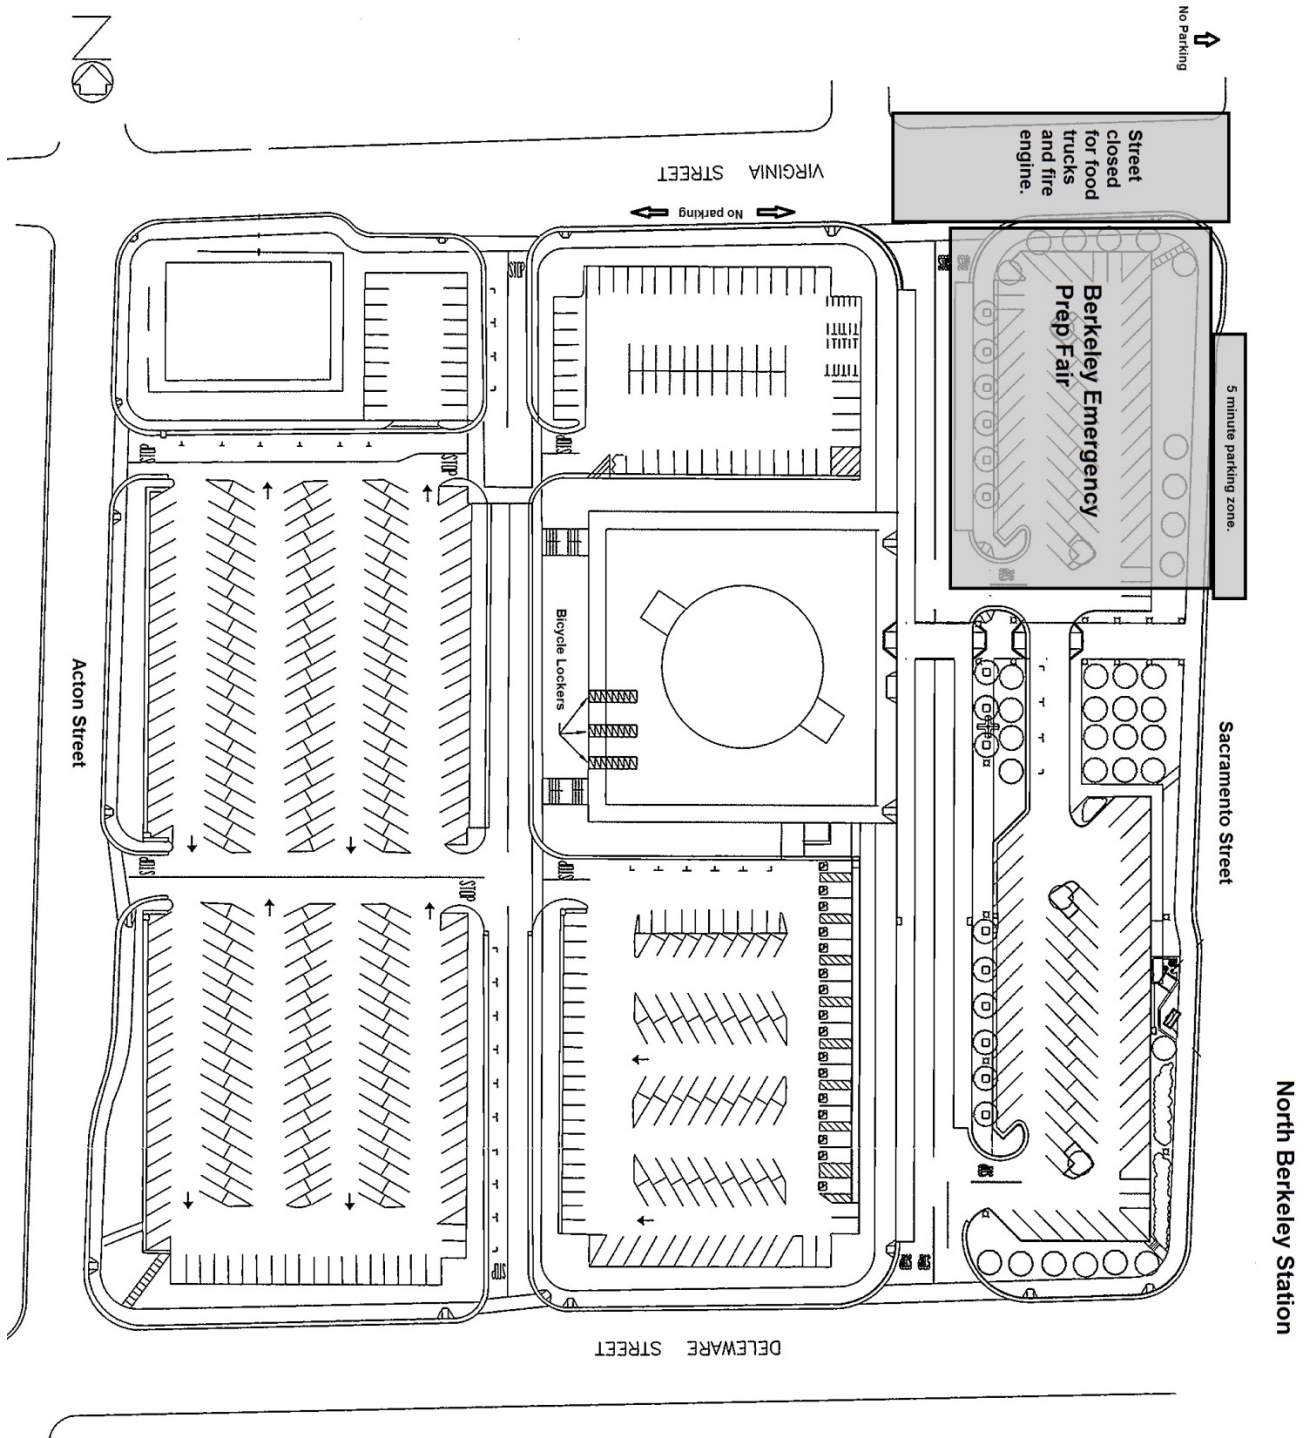 No Parking
Street
closed
for food
trucks
and fire
engine.
VIRGINIA STREET
No parking
STOP
Berkeley Emergency
Prep Fair
5 minute parking zone.
STOP
STOP
STOP
Bicycle Lockers
Acton Street
Sacramento Street
STOP
STOP
STOP
STOP
DELEWARE STREET
North Berkeley Station
N